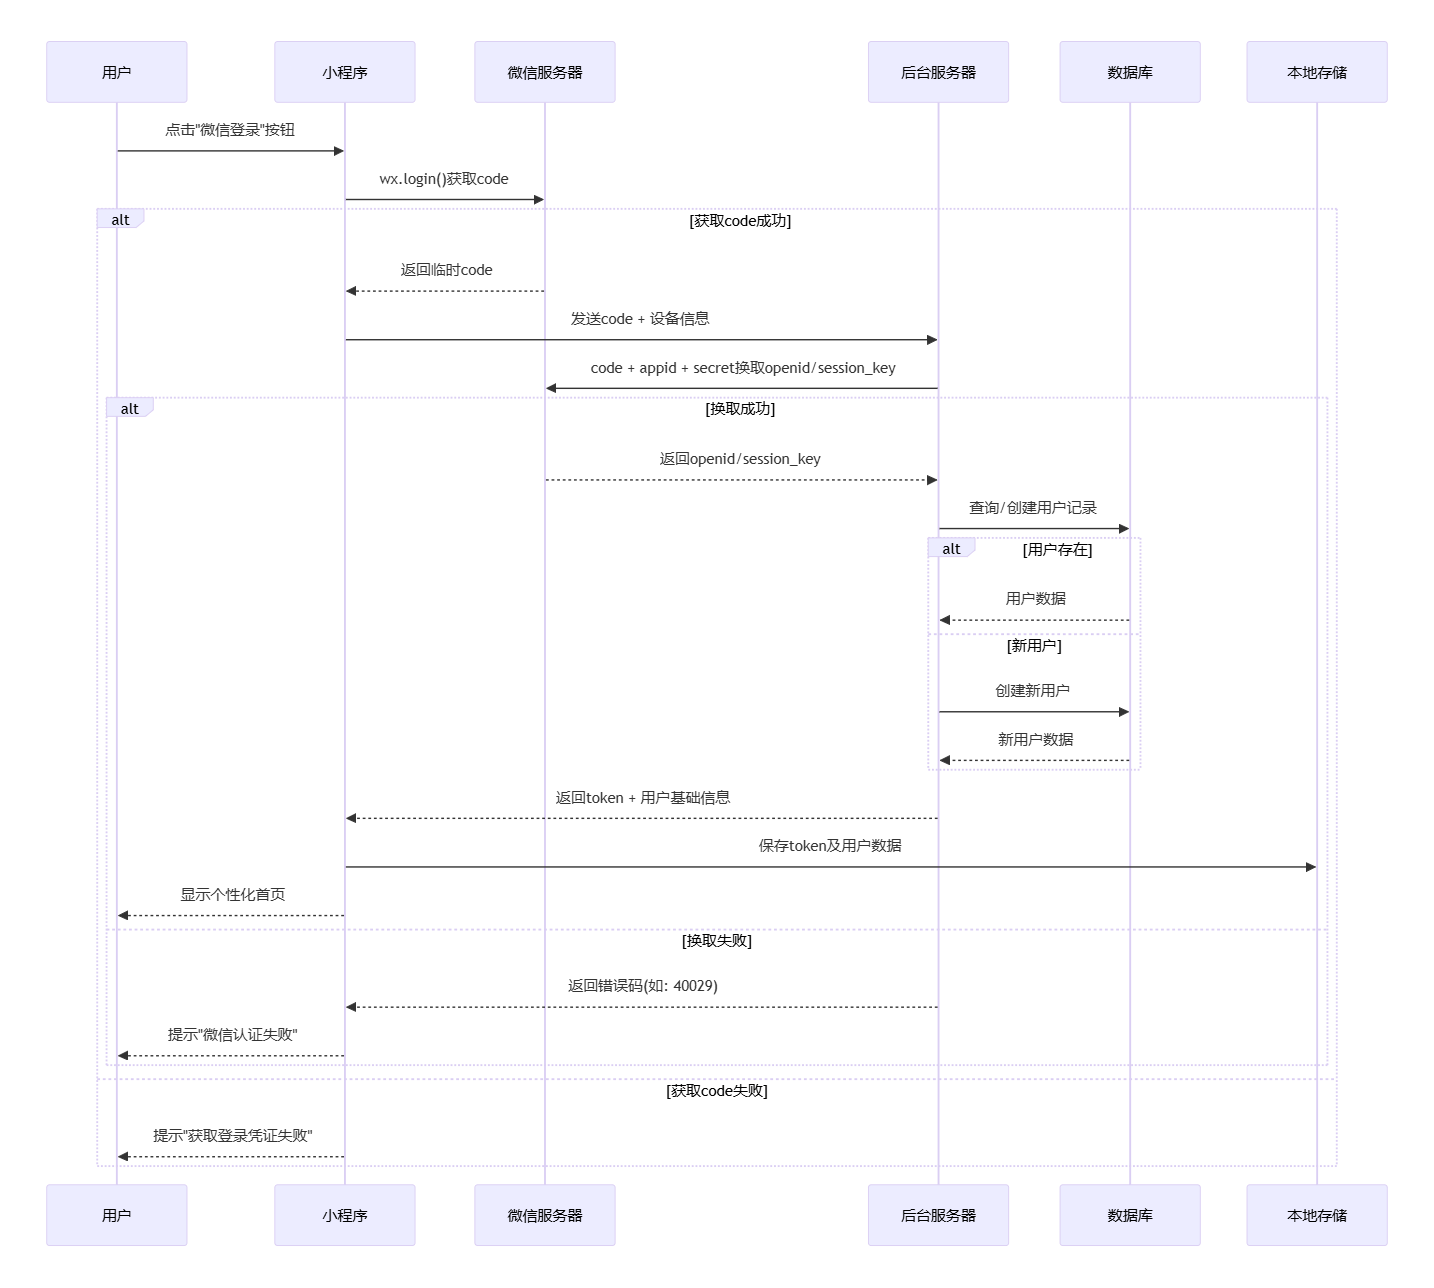 用户
小程序
微信服务器
后台服务器
数据库
本地存储
点击"微信登录"按钮
wx.login()获取code
alt
[获取code成功]
返回临时code
发送code + 设备信息
code + appid + secret换取openid/session_key
alt
[换取成功]
返回openid/session_key
查询/创建用户记录
alt
[用户存在]
用户数据
[新用户]
创建新用户
新用户数据
返回token + 用户基础信息
保存token及用户数据
显示个性化首页
[换取失败]
返回错误码(如: 40029)
提示"微信认证失败"
[获取code失败]
提示"获取登录凭证失败"
用户
小程序
微信服务器
后台服务器
数据库
本地存储